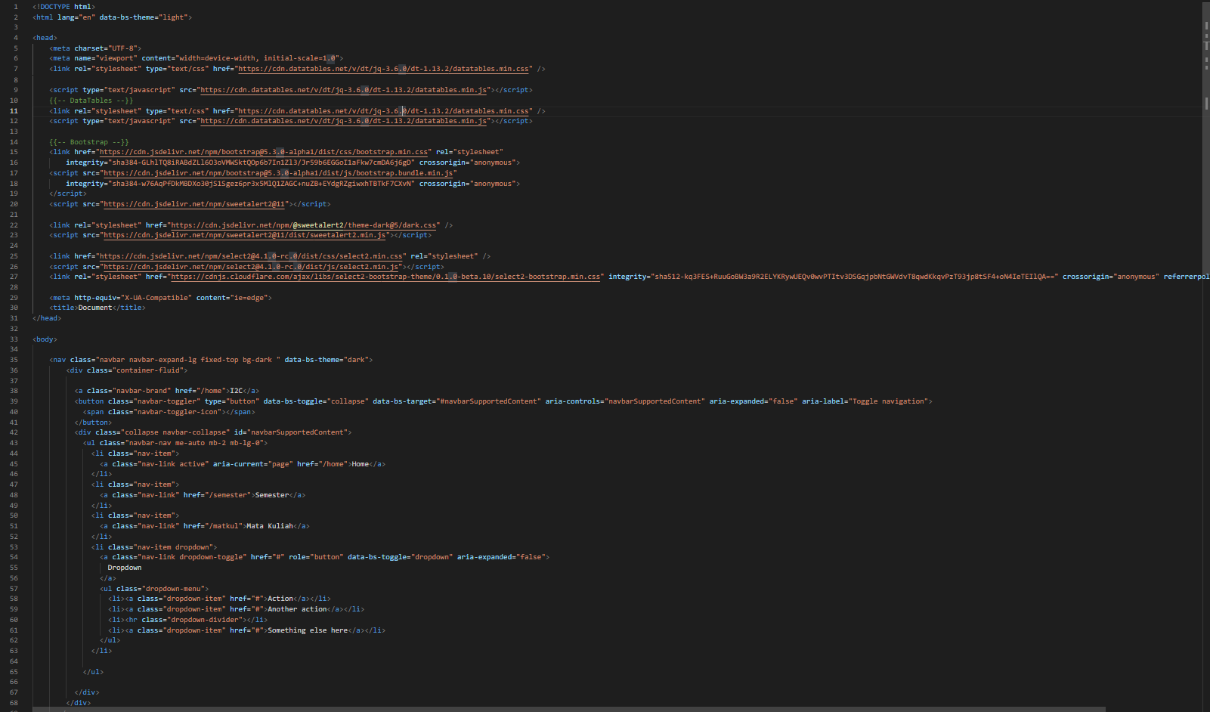 1 <!DOCTYPE html>
2 <html lang="en" data-bs-theme="light">
3
4 <head>
5 <meta charset="UTF-8">
6 <meta name="viewport" content="width=device-width, initial-scale=1.0">
7 <link rel="stylesheet" type="text/css" href="https://cdn.datatables.net/v/dt/jq-3.6.0/dt-1.13.2/datatables.min.css" />
8
9 <script type="text/javascript" src="https://cdn.datatables.net/v/dt/jq-3.6.0/dt-1.13.2/datatables.min.js"></script>
10 {{-- DataTables --}}
11 <link rel="stylesheet" type="text/css" href="https://cdn.datatables.net/v/dt/jq-3.6.0/dt-1.13.2/datatables.min.css" />
12 <script type="text/javascript" src="https://cdn.datatables.net/v/dt/jq-3.6.0/dt-1.13.2/datatables.min.js"></script>
13
14 {{-- Bootstrap --}}
15 <link href="https://cdn.jsdelivr.net/npm/bootstrap@5.3.0-alpha1/dist/css/bootstrap.min.css" rel="stylesheet"
16 integrity=" crossorigin="anonymous">
17 <script src="https://cdn.jsdelivr.net/npm/bootstrap@5.3.0-alpha1/dist/js/bootstrap.bundle.min.js"
18 integrity=" crossorigin="anonymous">
19 </script>
20 <script src="https://cdn.jsdelivr.net/npm/sweetalert2@11"></script>
21
22 <link rel="stylesheet" href="https://cdn.jsdelivr.net/npm/@sweetalert2/theme-dark@5/dark.css" />
23 <script src="https://cdn.jsdelivr.net/npm/sweetalert2@11/dist/sweetalert2.min.js"></script>
24
25 <link href="https://cdn.jsdelivr.net/npm/select2@4.1.0-rc.0/dist/css/select2.min.css" rel="stylesheet" />
26 <script src="https://cdn.jsdelivr.net/npm/select2@4.1.0-rc.0/dist/js/select2.min.js"></script>
27 <link rel="stylesheet" href="https://cdnjs.cloudflare.com/ajax/libs/select2-bootstrap-theme/0.1.0-beta.10/select2-bootstrap.min.css" integrity=" crossorigin="anonymous" referrerpol
28
29 <meta http-equiv="X-UA-Compatible" content="ie=edge">
30 <title>Document</title>
31 </head>
32
33 <body>
34
35 <nav class="navbar navbar-expand-lg fixed-top bg-dark " data-bs-theme="dark">
36 <div class="container-fluid">
37
38 <a class="navbar-brand" href="/home">I2C</a>
39 <button class="navbar-toggler" type="button" data-bs-toggle="collapse" data-bs-target="#navbarSupportedContent" aria-controls="navbarSupportedContent" aria-expanded="false" aria-label="Toggle navigation">
40 <span class="navbar-toggler-icon"></span>
41 </button>
42 <div class="collapse navbar-collapse" id="navbarSupportedContent">
43 <ul class="navbar-nav me-auto mb-2 mb-lg-0">
44 <li class="nav-item">
45 <a class="nav-link active" aria-current="page" href="/home">Home</a>
46 </li>
47 <li class="nav-item">
48 <a class="nav-link" href="/semester">Semester</a>
49 </li>
50 <li class="nav-item">
51 <a class="nav-link" href="/matkul">Mata Kuliah</a>
52 </li>
53 <li class="nav-item dropdown">
54 <a class="nav-link dropdown-toggle" href="#" role="button" data-bs-toggle="dropdown" aria-expanded="false">
55 Dropdown
56 </a>
57 <ul class="dropdown-menu">
58 <li><a class="dropdown-item" href="#">Action</a></li>
59 <li><a class="dropdown-item" href="#">Another action</a></li>
60 <li><hr class="dropdown-divider"></li>
61 <li><a class="dropdown-item" href="#">Something else here</a></li>
62 </ul>
63 </li>
64
65 </ul>
66
67 </div>
68 </div>